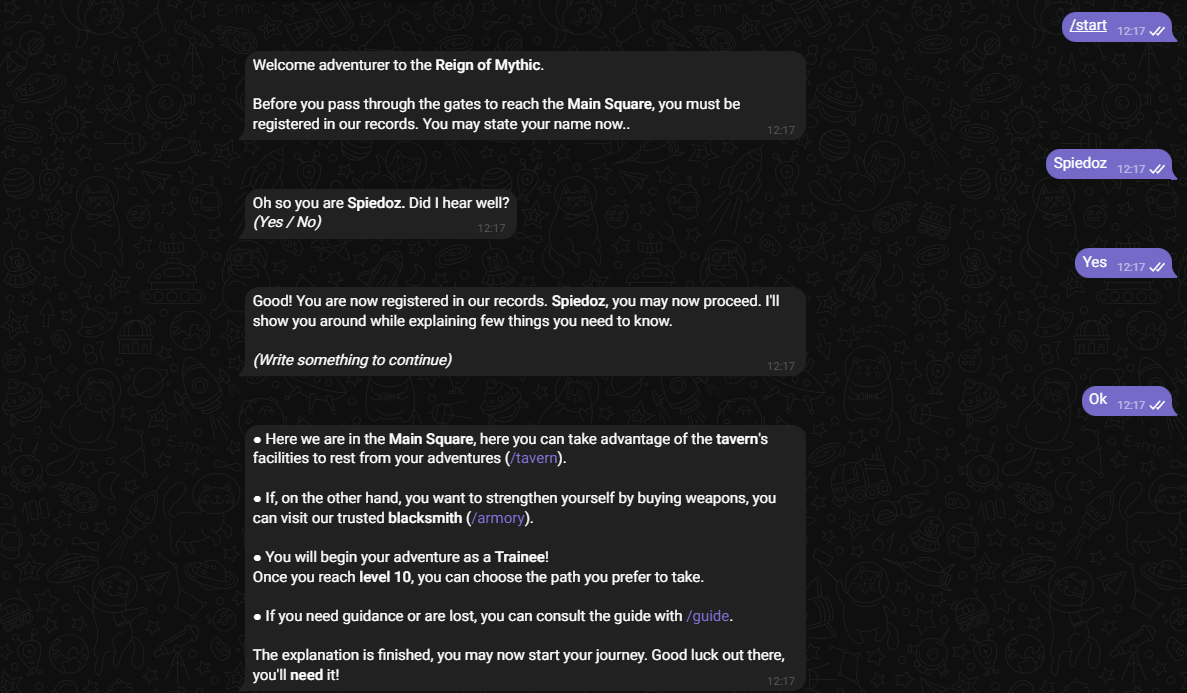 /start 12:17
Welcome adventurer to the Reign of Mythic.
Before you pass through the gates to reach the Main Square, you must be
registered in our records. You may state your name now..
12:17
Spiedoz 12:17
Oh so you are Spiedoz. Did I hear well?
(Yes / No)
12:17
Yes 12:17
Good! You are now registered in our records. Spiedoz, you may now proceed. I'll
show you around while explaining few things you need to know.
(Write something to continue)
12:17
Ok 12:17
● Here we are in the Main Square, here you can take advantage of the tavern's
facilities to rest from your adventures (/tavern).
● If, on the other hand, you want to strengthen yourself by buying weapons, you
can visit our trusted blacksmith (/armory).
● You will begin your adventure as a Trainee!
Once you reach level 10, you can choose the path you prefer to take.
● If you need guidance or are lost, you can consult the guide with /guide.
The explanation is finished, you may now start your journey. Good luck out there,
you'll need it!
12:17